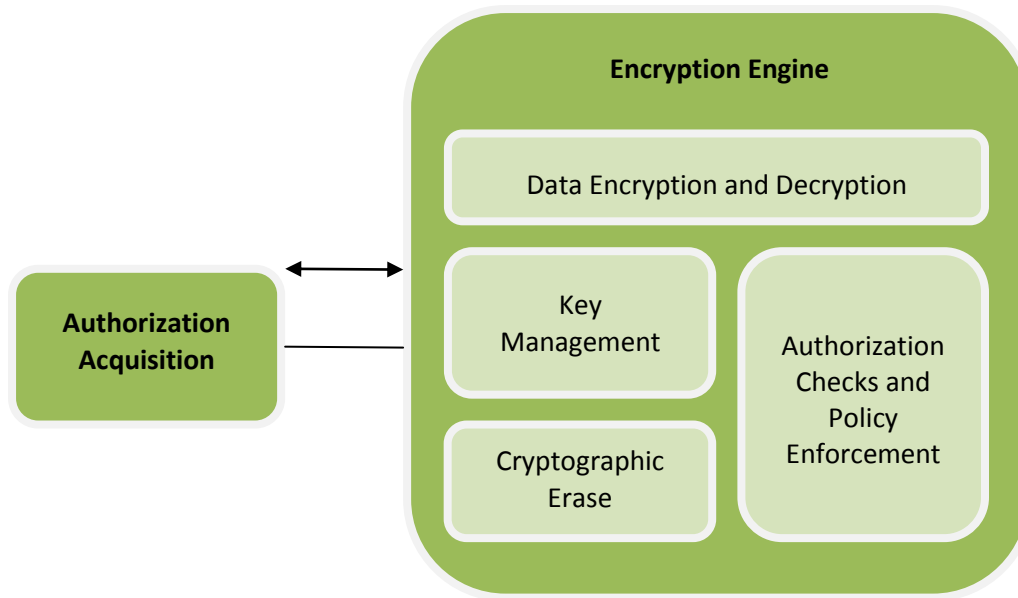 Encryption Engine
Data Encryption and Decryption
Authorization
Acquisition
Key
Management
Authorization
Checks and
Policy
Enforcement
Cryptographic
Erase